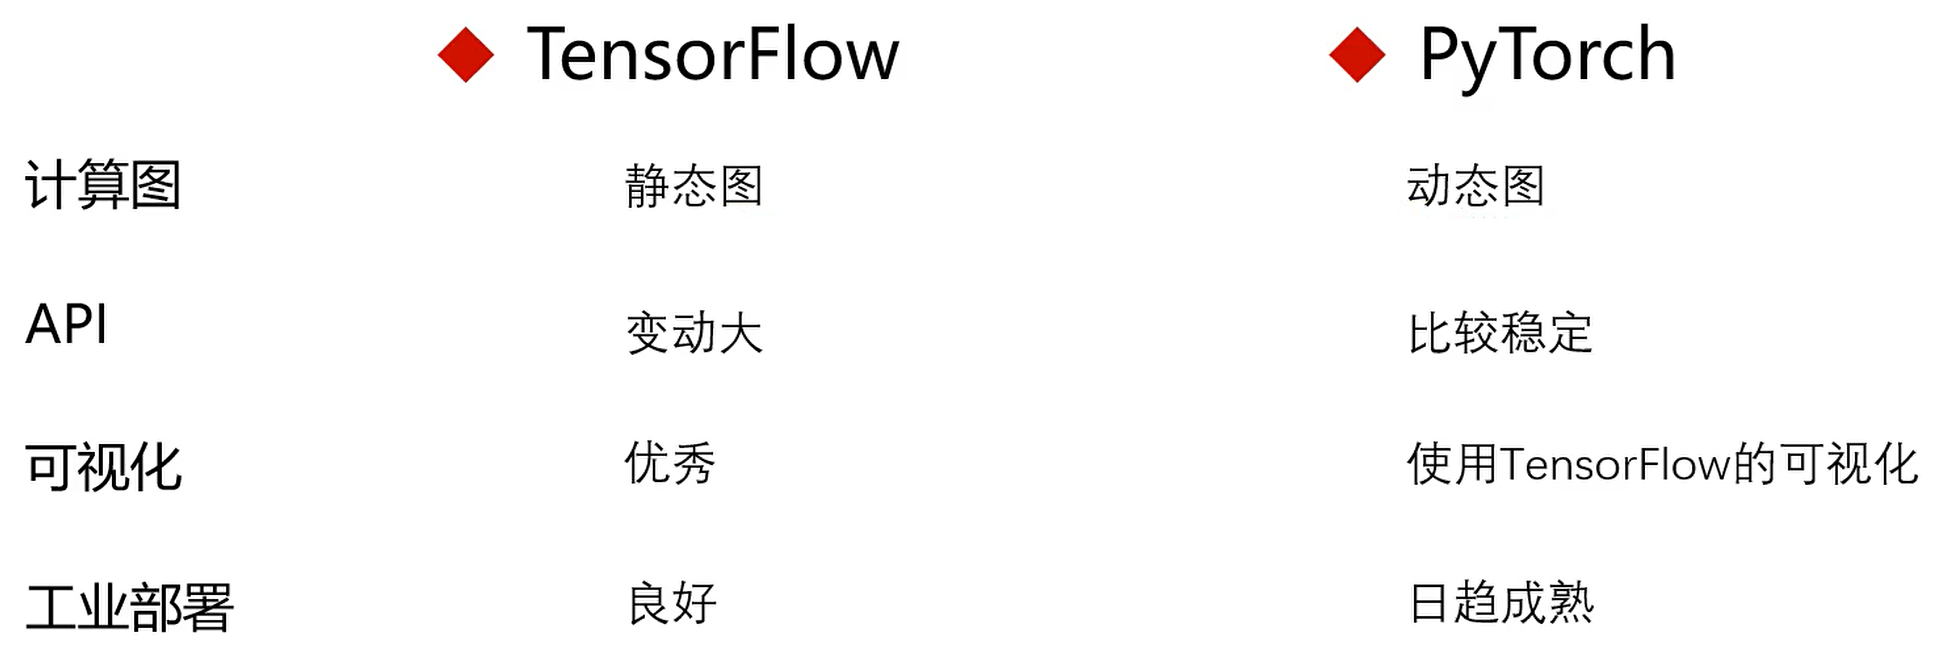 TensorFlow PyTorch
计算图 静态图 动态图
API 变动大 比较稳定
可视化 优秀 使用TensorFlow的可视化
工业部署 良好 日趋成熟